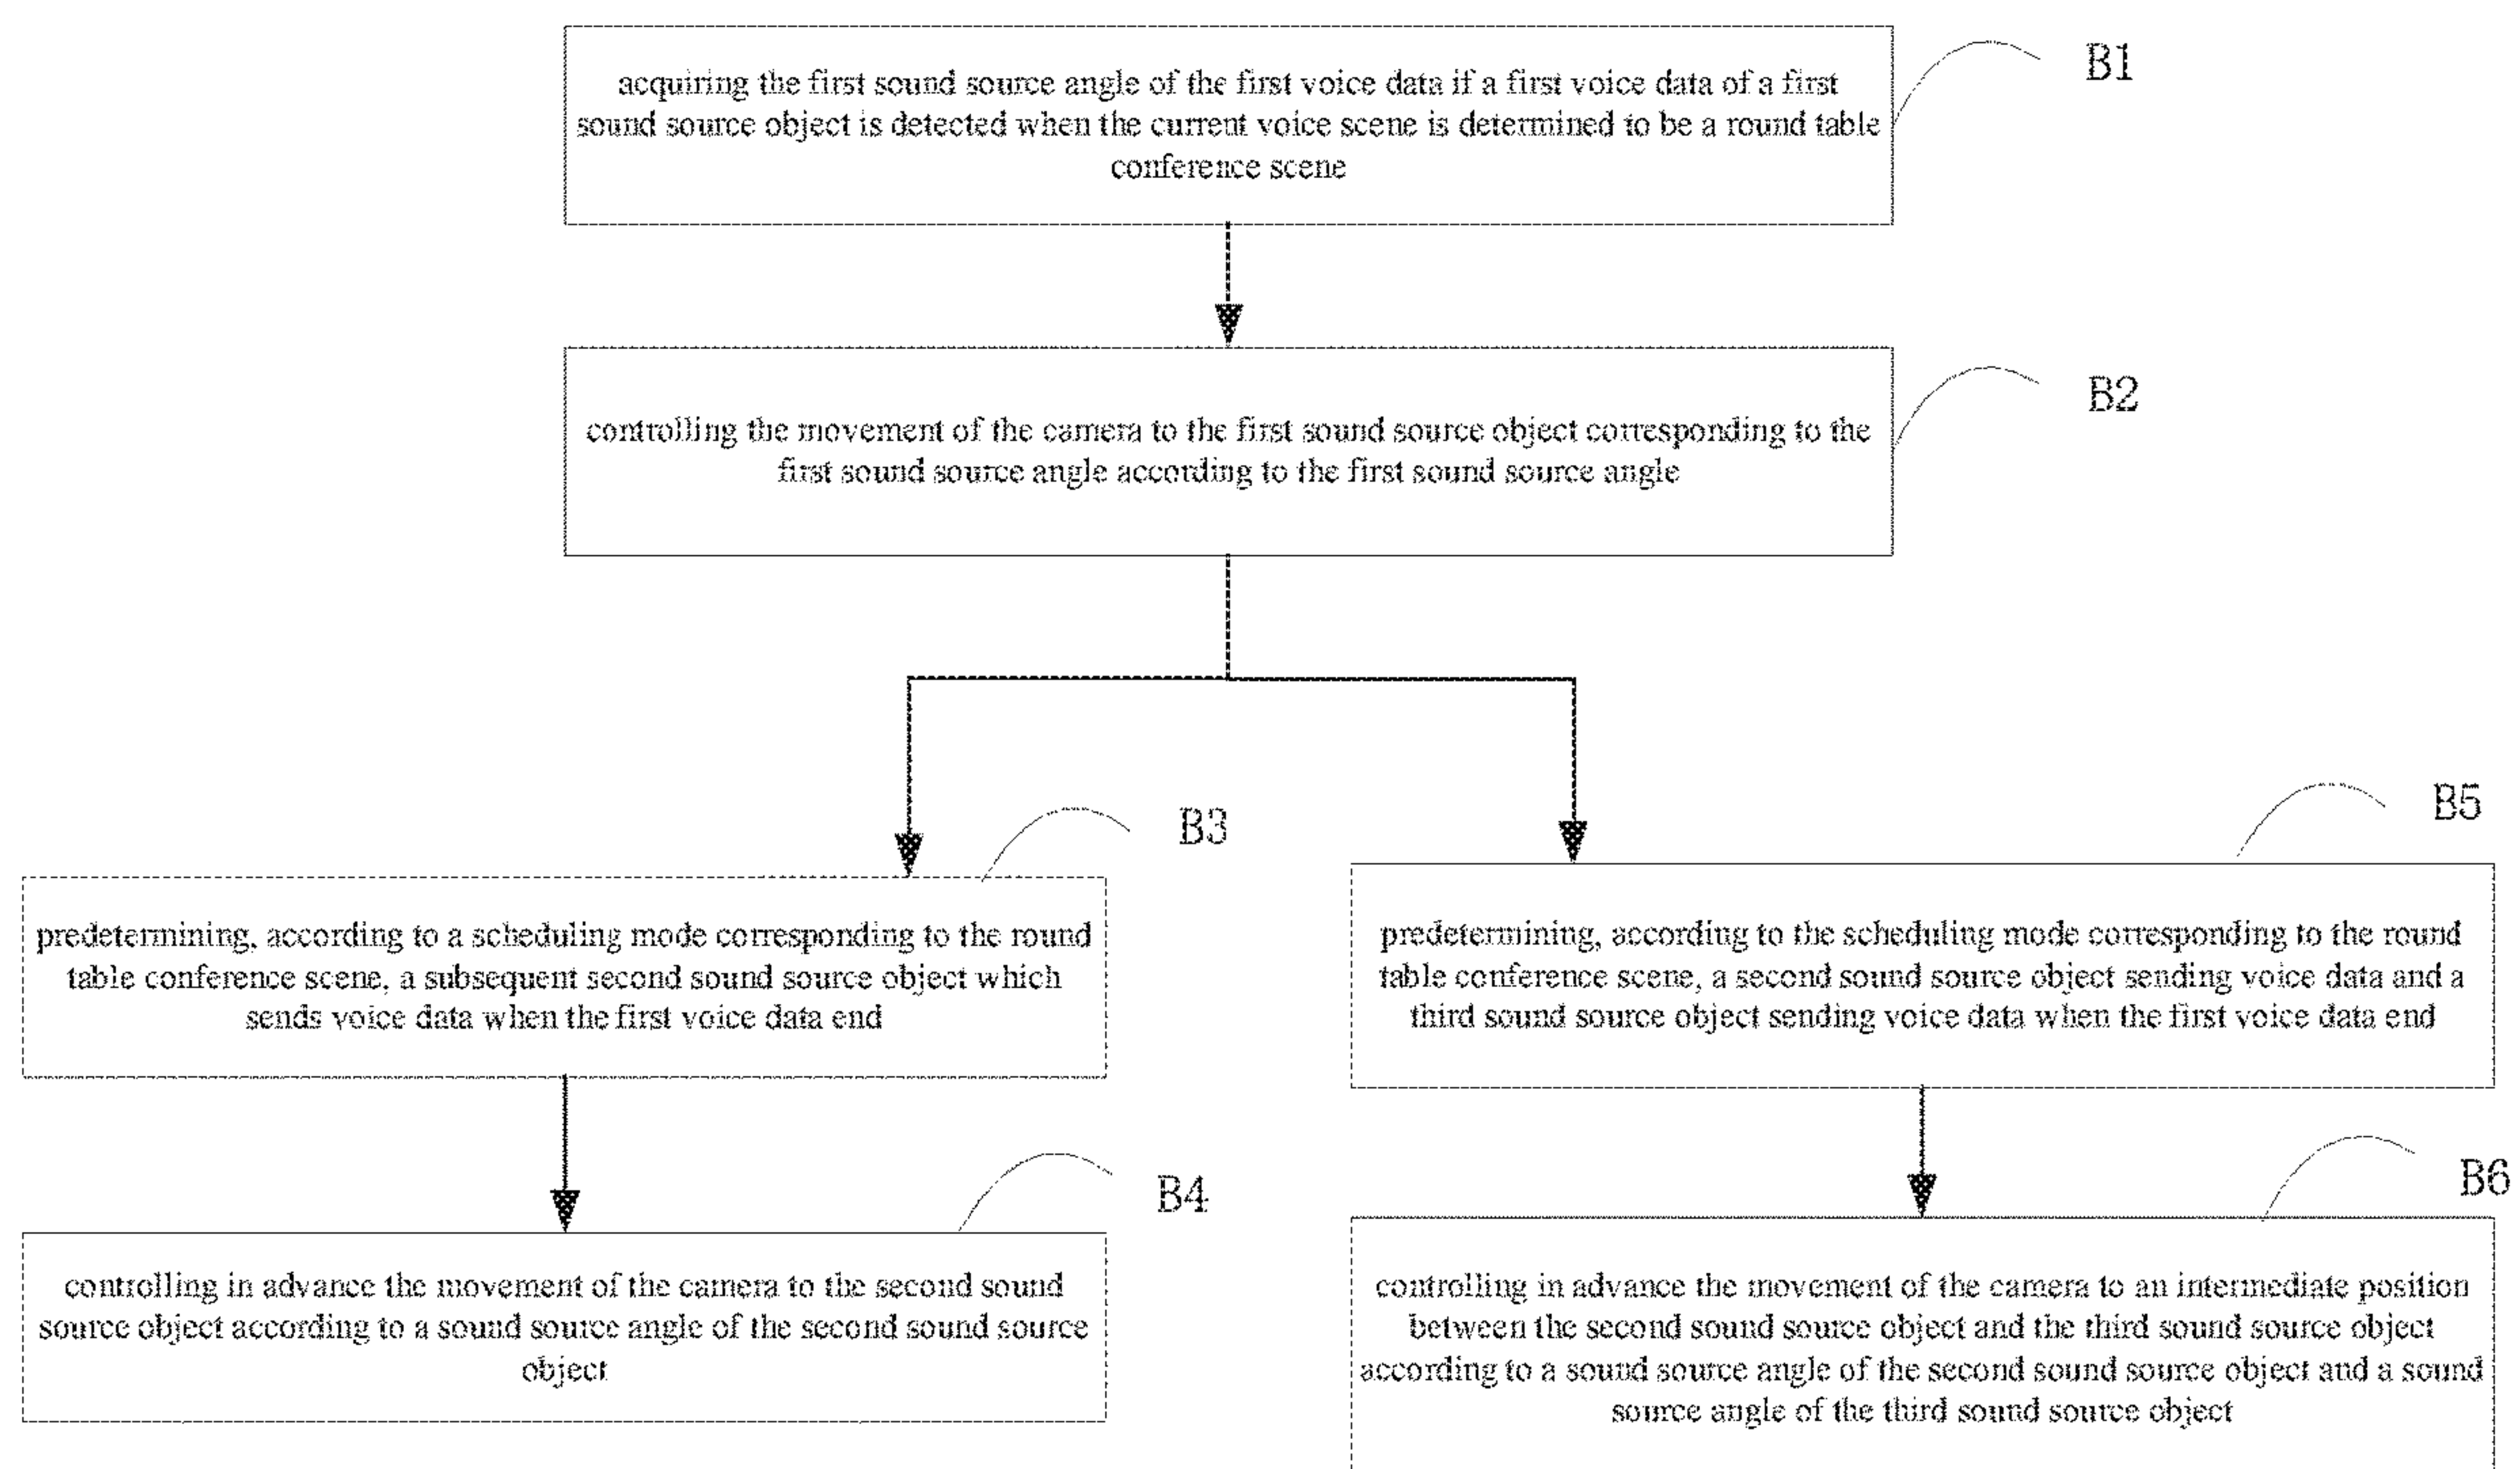 acquiring the first sound source angle of the first voice data if a first voice data of a first
sound source object is detected when the current voice scene is determined to be a round table
conference scene
B1
controlling the movement of the camera to the first sound source object corresponding to the
first sound source angle according to the first sound source angle
B2
B3
predetermining, according to a scheduling mode corresponding to the round
table conference scene, a subsequent second sound source object which
sends voice data when the first voice data end
B5
predetermining, according to the scheduling mode corresponding to the round
table conference scene, a second sound source object sending voice data and a
third sound source object sending voice data when the first voice data end
B4
controlling in advance the movement of the camera to the second sound
source object according to a sound source angle of the second sound source
object
B6
controlling in advance the movement of the camera to an intermediate position
between the second sound source object and the third sound source object
according to a sound source angle of the second sound source object and a sound
source angle of the third sound source object